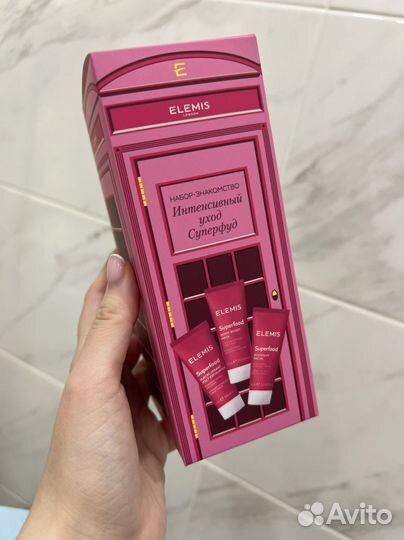 E
ELEMIS
LONDON
НАБОР-ЗНАКОМСТВО
Интенсивный
уход
Суперфуд
ELEMIS
Superfood
ELEMIS
Superfood
ELEMIS
Superfood
Avito